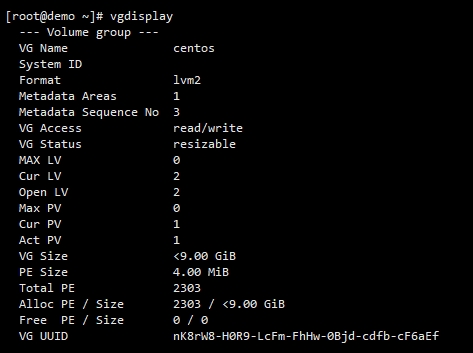 [root@demo ~]# vgdisplay
--- Volume group ---
VG Name centos
System ID
Format lvm2
Metadata Areas 1
Metadata Sequence No 3
VG Access read/write
VG Status resizable
MAX LV 0
Cur LV 2
Open LV 2
Max PV 0
Cur PV 1
Act PV 1
VG Size <9.00 GiB
PE Size 4.00 MiB
Total PE 2303
Alloc PE / Size 2303 / <9.00 GiB
Free  PE / Size 0 / 0
VG UUID nK8rW8-H0R9-LcFm-FhHw-0Bjd-cdfb-cF6aEf